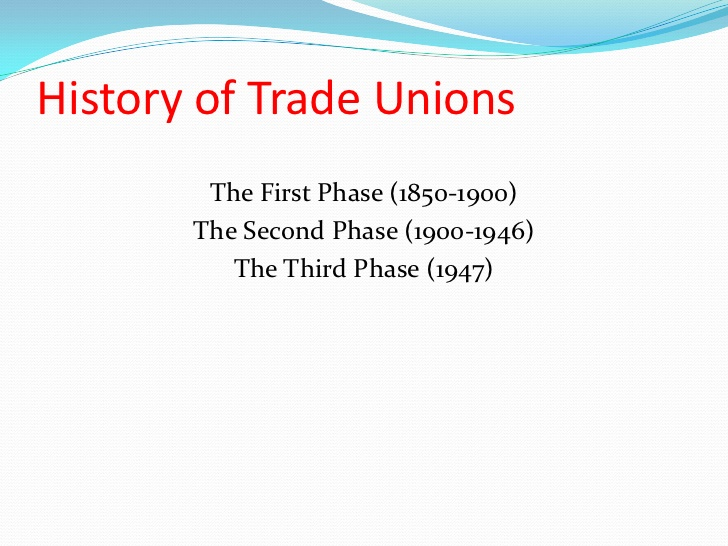 History of Trade Unions
The First Phase (1850-1900)
The Second Phase (1900-1946)
The Third Phase (1947)